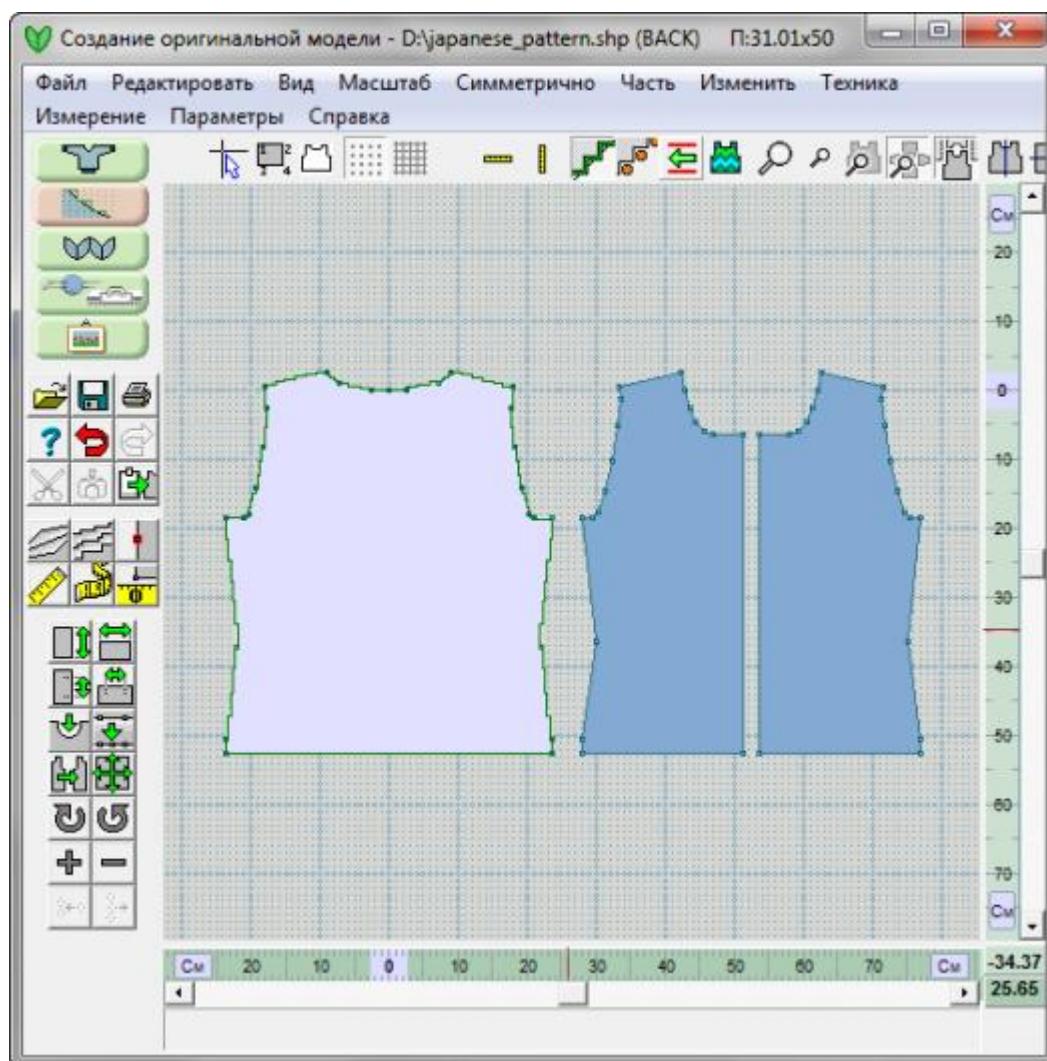 Создание оригинальной модели - D:\japanese_pattern.shp (BACK) П:31.01x50
Файл Редактировать Вид Масштаб Симметрично Часть Изменить Техника
Измерение Параметры Справка
См
20
10
0
10
20
30
40
50
60
70
См
См 20 10 0 10 20 30 40 50 60 70 См
-34.37
25.65